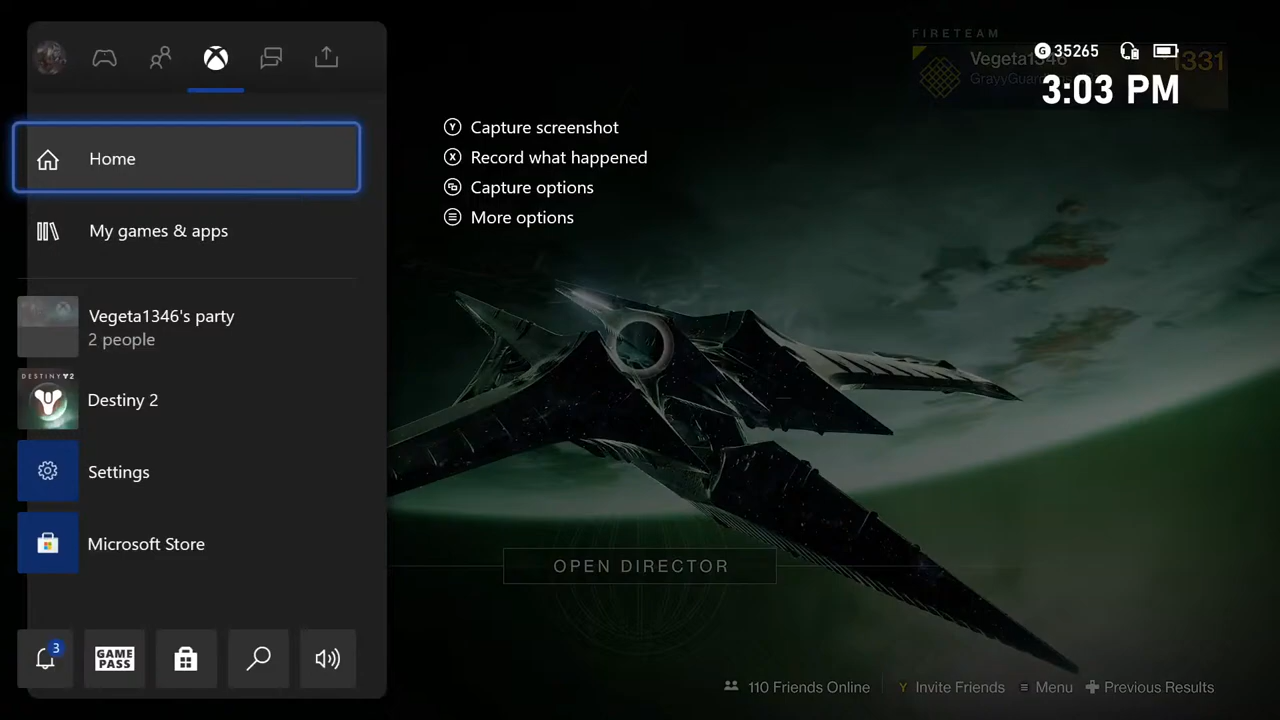 Home
My games & apps
Vegeta1346's party
2 people
DESTINY 2
Destiny 2
Settings
Microsoft Store
3
GAME
PASS
Capture screenshot
Record what happened
Capture options
More options
FIRETEAM
Vegeta1346
1331
G 35265
3:03 PM
OPEN DIRECTOR
110 Friends Online
Y Invite Friends
Menu
Previous Results